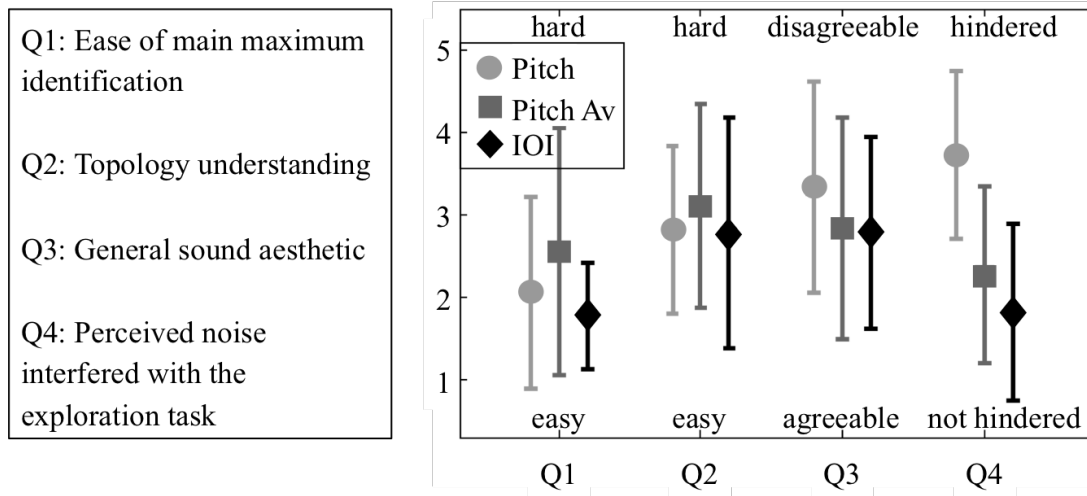 Q1: Ease of main maximum
identification
Q2: Topology understanding
Q3: General sound aesthetic
Q4: Perceived noise
interfered with the
exploration task
hard hard disagreeable hindered
5
4
3
2
1
Pitch
Pitch Av
IOI
easy easy agreeable not hindered
Q1 Q2 Q3 Q4